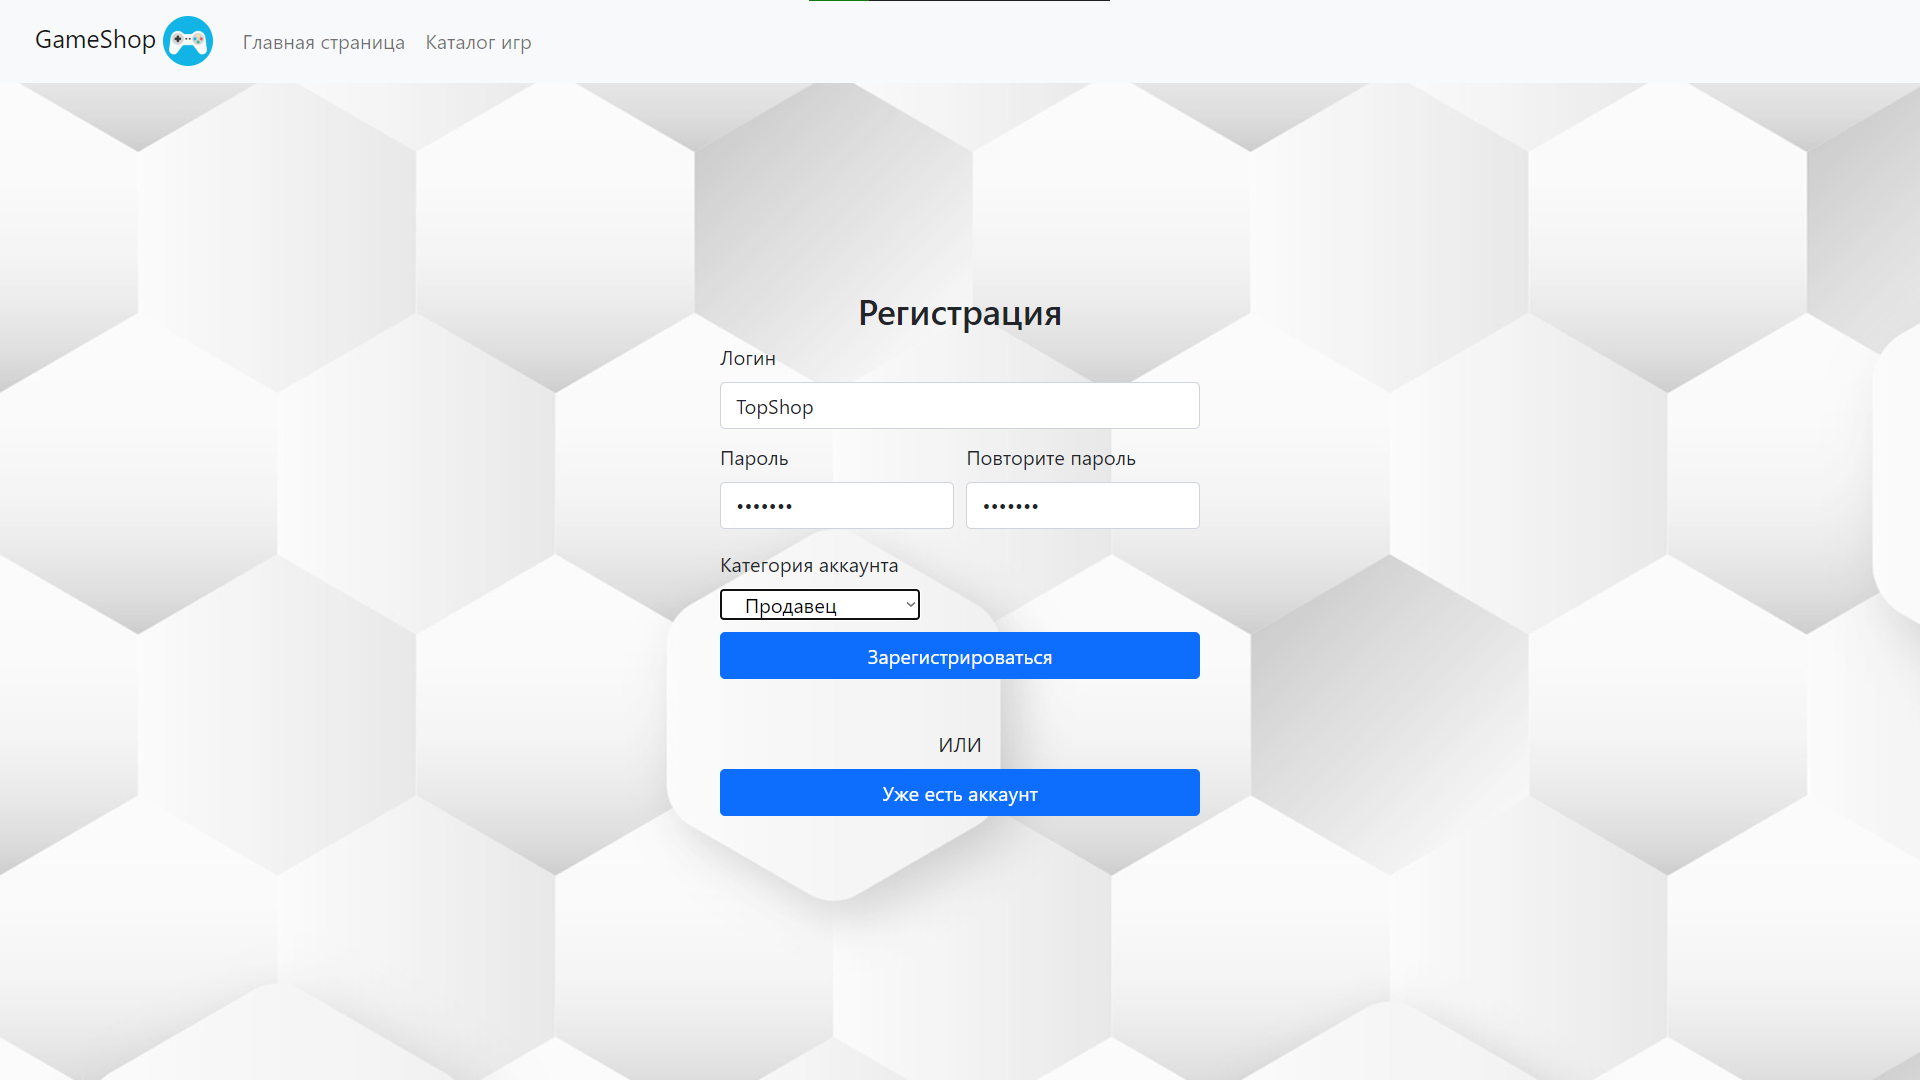 GameShop Главная страница Каталог игр
Регистрация
Логин
TopShop
Пароль Повторите пароль
••••••• •••••••
Категория аккаунта
Продавец
Зарегистрироваться
ИЛИ
Уже есть аккаунт